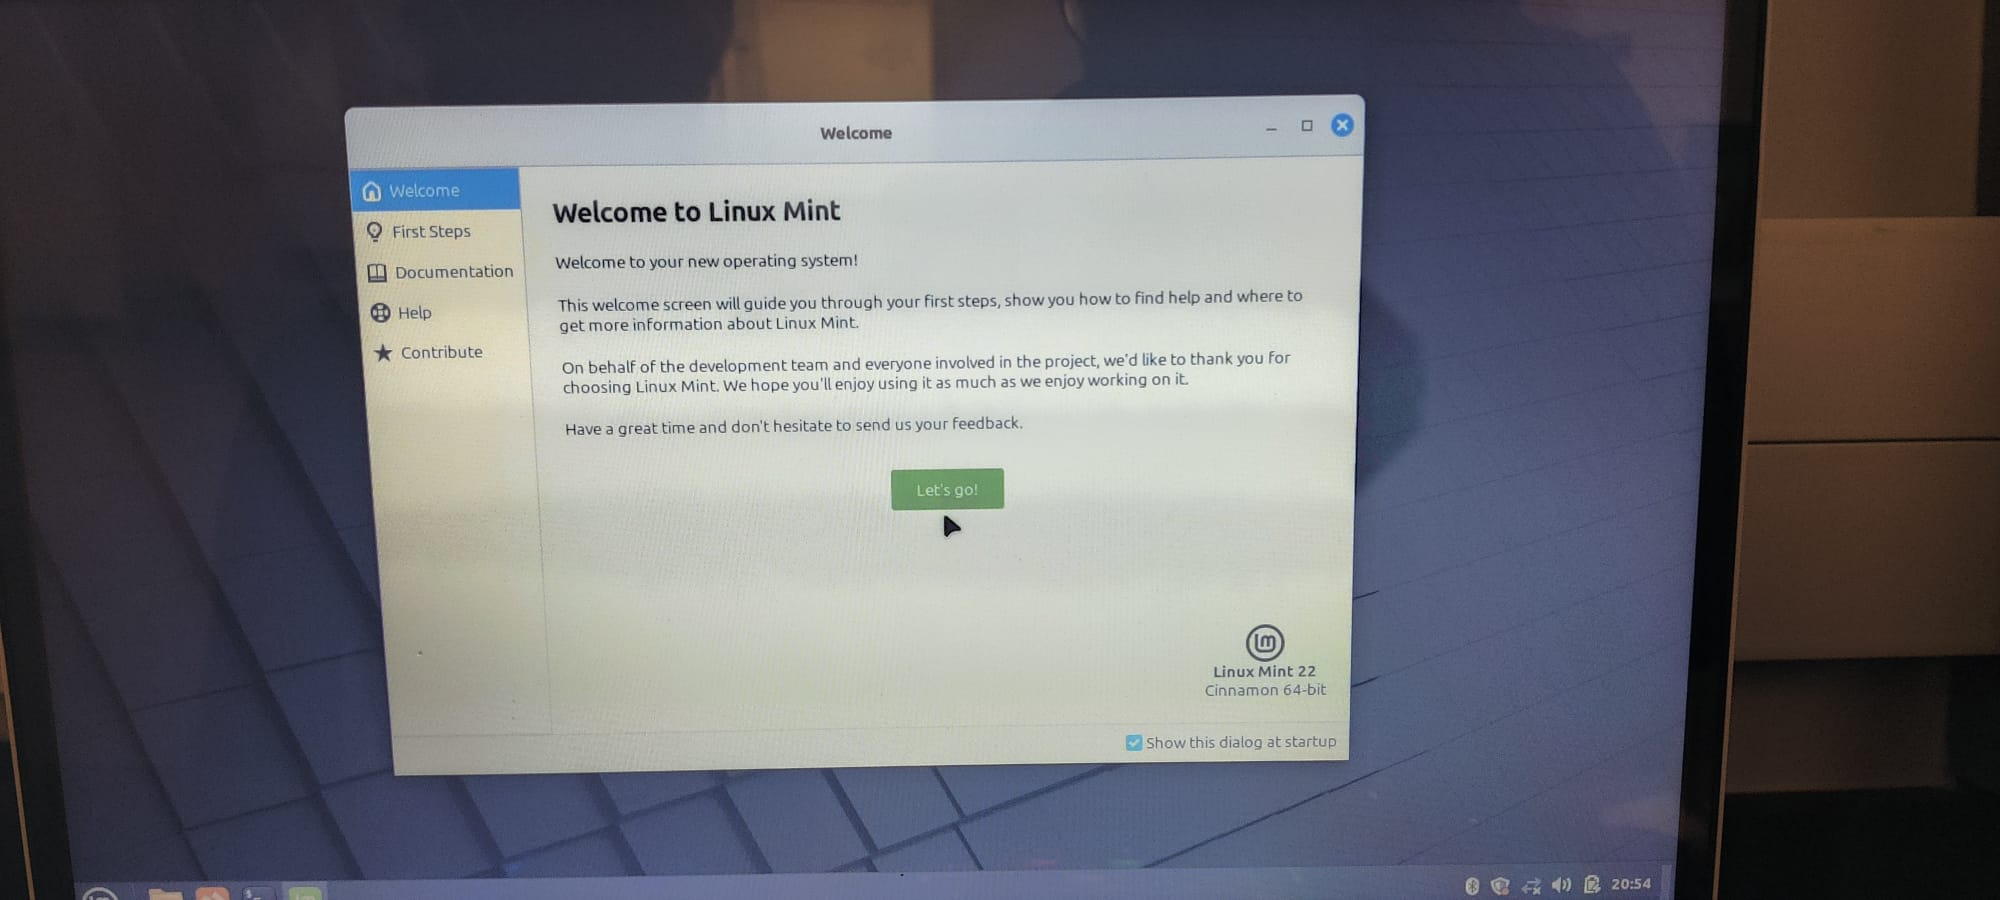 Welcome
Welcome
First Steps
Documentation
Help
Contribute
Welcome to Linux Mint
Welcome to your new operating system!
This welcome screen will guide you through your first steps, show you how to find help and where to
get more information about Linux Mint.
On behalf of the development team and everyone involved in the project, we'd like to thank you for
choosing Linux Mint. We hope you'll enjoy using it as much as we enjoy working on it.
Have a great time and don't hesitate to send us your feedback.
Let's go!
Linux Mint 22
Cinnamon 64-bit
Show this dialog at startup
20:54